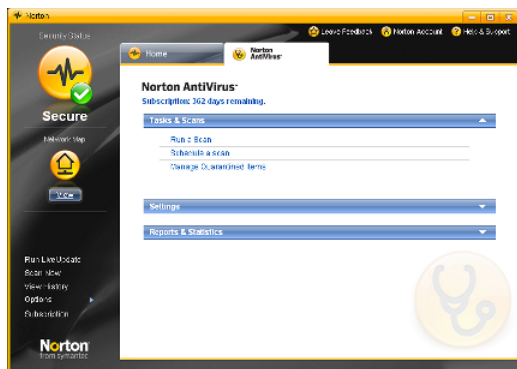 Norton
Security Status
Leave Feedback
Norton Account
Help & Support
Home
Norton AntiVirus
Secure
Network Map
View
Norton AntiVirus
Subscription: 362 days remaining.
Tasks & Scans
Run a Scan
Schedule a scan
Manage Quarantined Items
Settings
Reports & Statistics
Run LiveUpdate
Scan Now
View History
Options
Subscription
Norton
from symantec